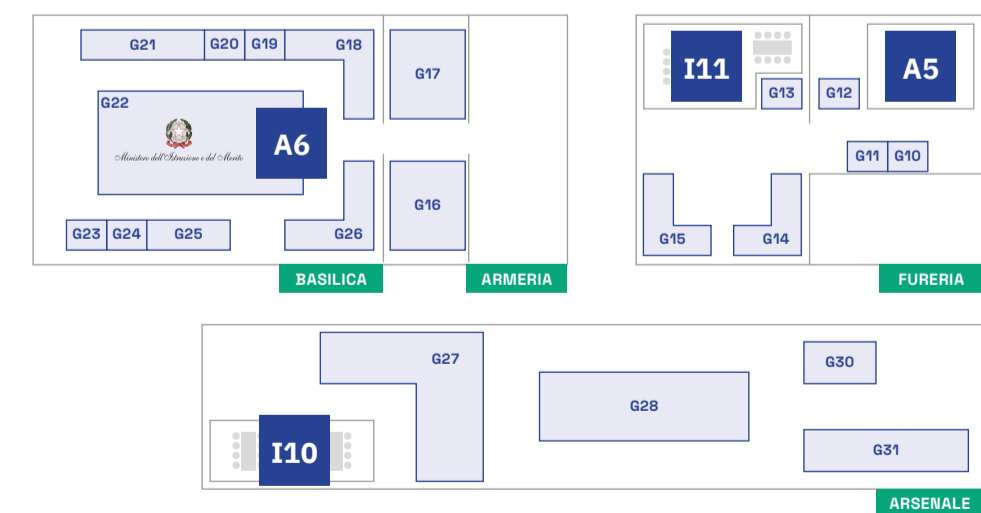 G21
G20
G19
G18
G17
G22
Ministero dell'Istruzione e del Merito
A6
G16
G23
G24
G25
G26
BASILICA
ARMERIA
I11
A5
G13
G12
G11
G10
G15
G14
FURERIA
G27
G30
G28
I10
G31
ARSENALE